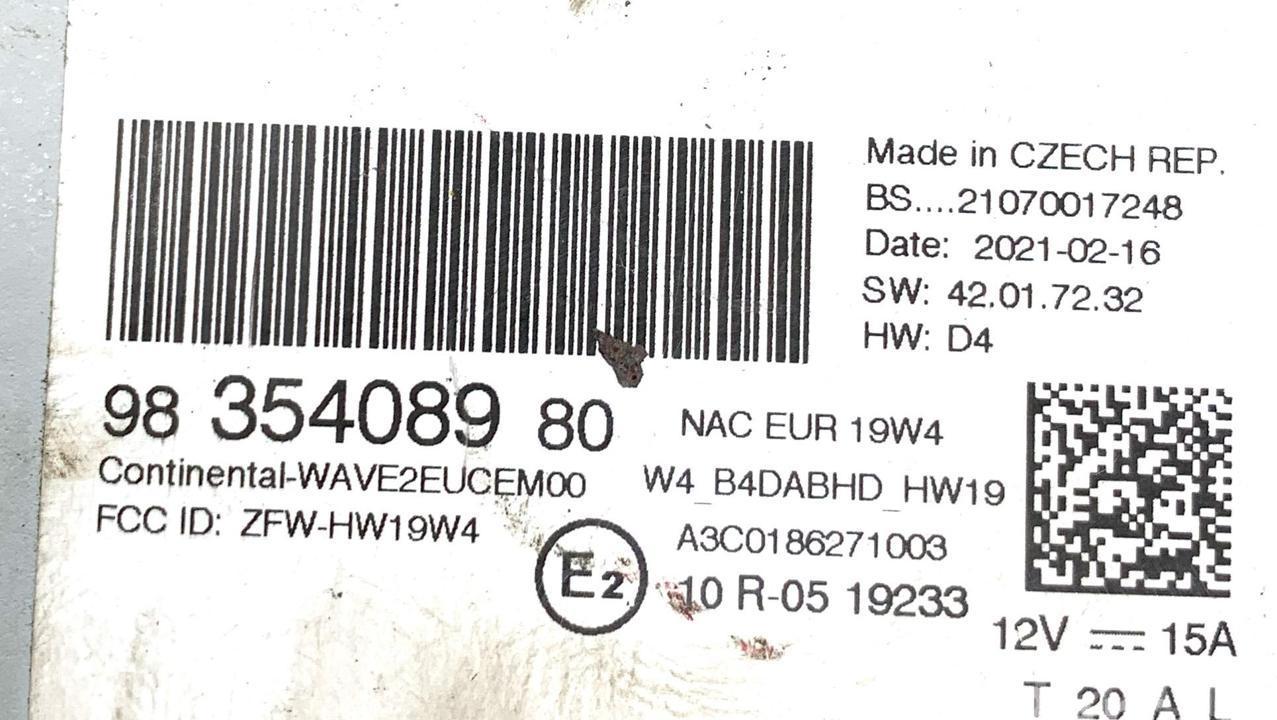 Made in CZECH REP.
BS....21070017248
Date: 2021-02-16
SW: 42.01.72.32
HW: D4
98 354089 80
NAC EUR 19W4
Continental-WAVE2EUCEM00
W4_B4DABHD_HW19
FCC ID: ZFW-HW19W4
A3C0186271003
E2
10 R-05 19233
12V ⎓ 15A
T 20 A L